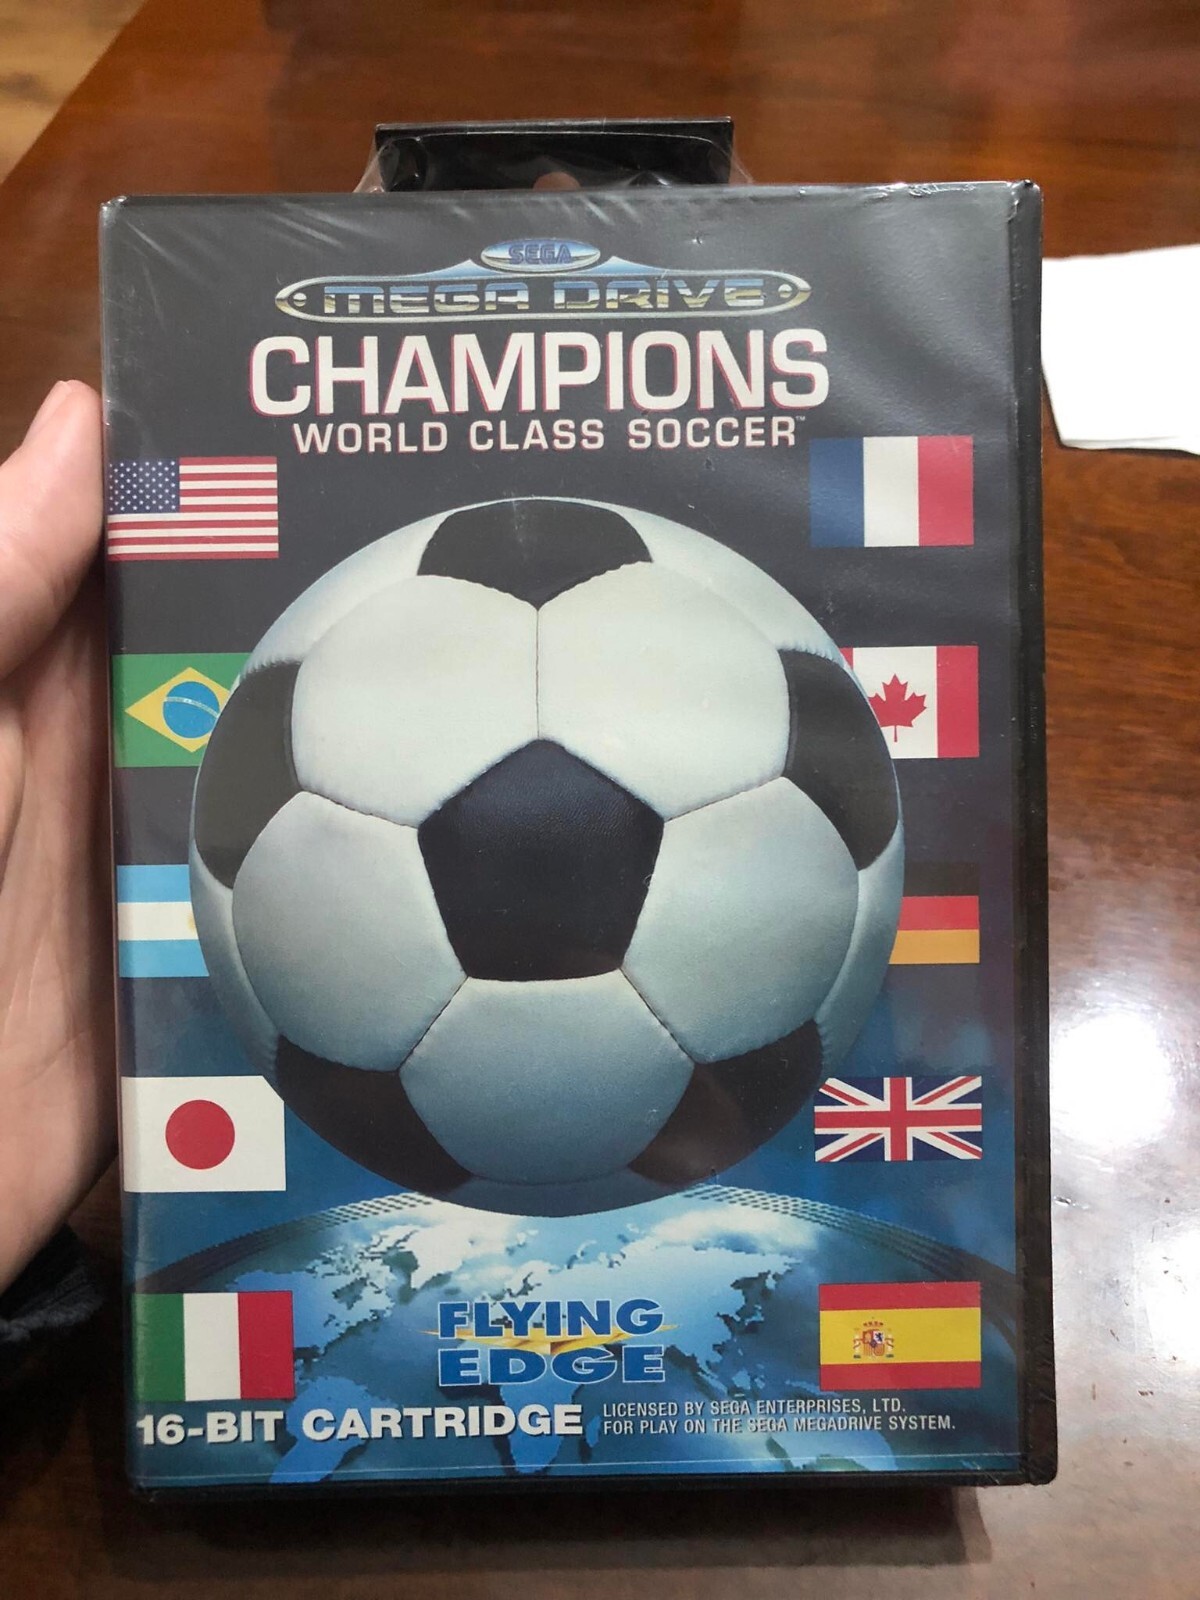 SEGA
MEGA DRIVE
CHAMPIONS
WORLD CLASS SOCCER™
FLYING
EDGE
16-BIT CARTRIDGE
LICENSED BY SEGA ENTERPRISES, LTD.
FOR PLAY ON THE SEGA MEGADRIVE SYSTEM.